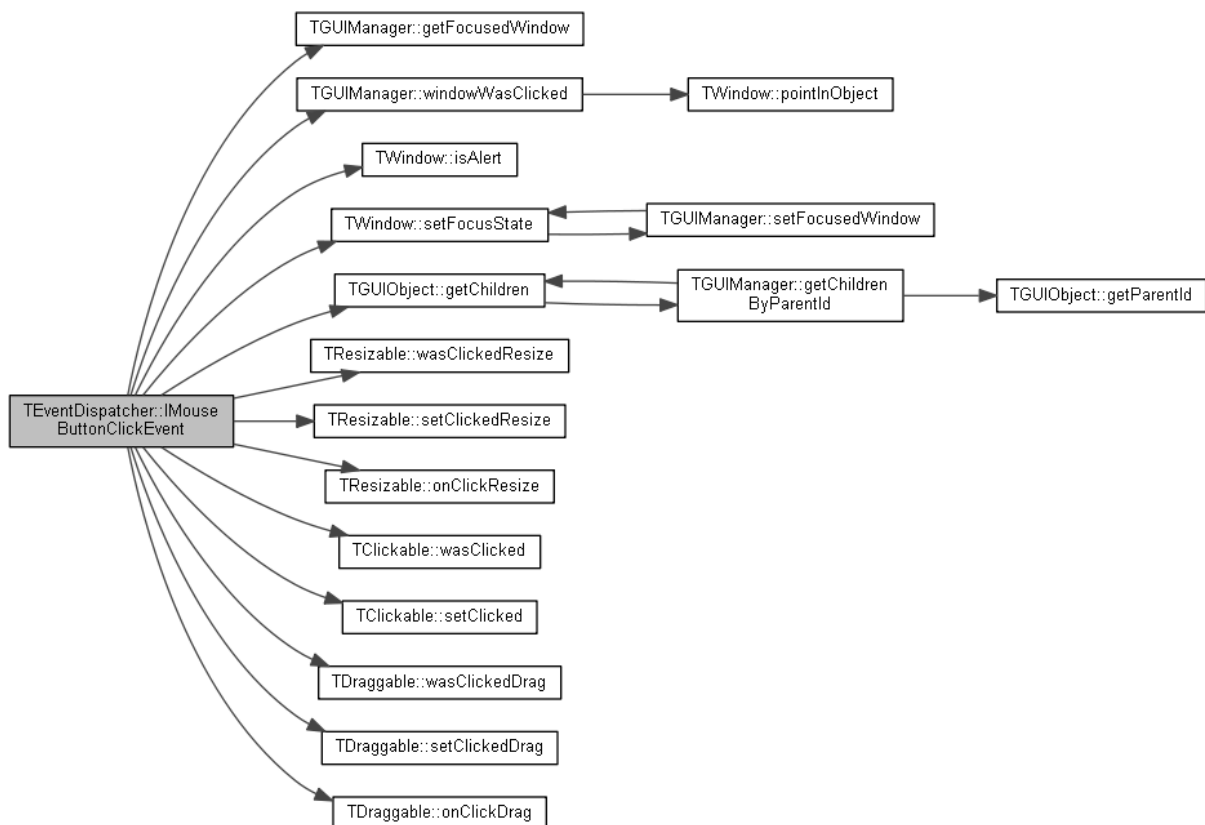 TGUIManager::getFocusedWindow
TGUIManager::windowWasClicked
TWindow::pointInObject
TWindow::isAlert
TWindow::setFocusState
TGUIManager::setFocusedWindow
TGUIObject::getChildren
TGUIManager::getChildren
ByParentId
TGUIObject::getParentId
TResizable::wasClickedResize
TEventDispatcher::IMouse
ButtonClickEvent
TResizable::setClickedResize
TResizable::onClickResize
TClickable::wasClicked
TClickable::setClicked
TDraggable::wasClickedDrag
TDraggable::setClickedDrag
TDraggable::onClickDrag